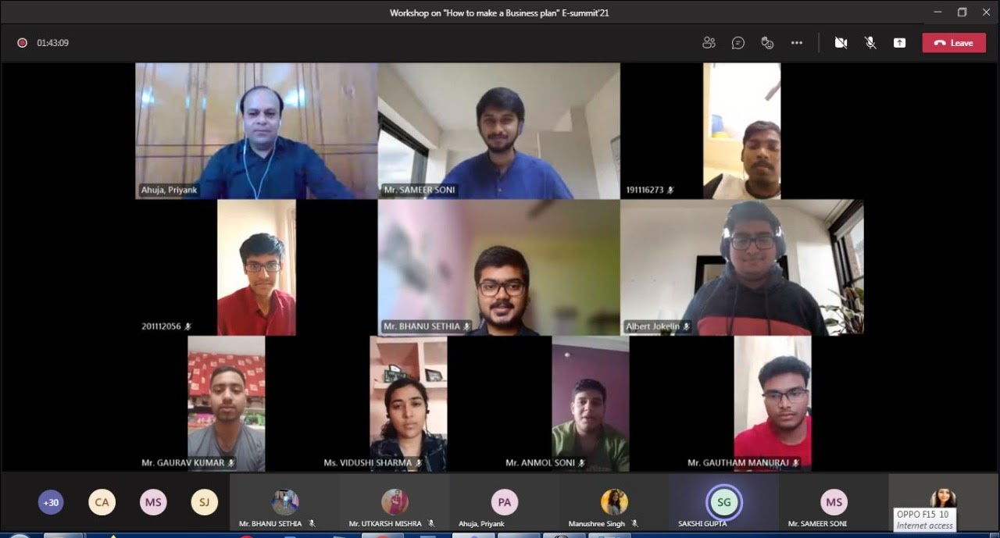 Workshop on "How to make a Business plan" E-summit'21
01:43:09
Leave
Ahuja, Priyank
Mr. SAMEER SONI
191116273
201112056
Mr. BHANU SETHIA
Albert Jokelin
Mr. GAURAV KUMAR
Ms. VIDUSHI SHARMA
Mr. ANMOL SONI
Mr. GAUTHAM MANURAJ
+30
CA
MS
SJ
Mr. BHANU SETHIA
Mr. UTKARSH MISHRA
PA
Ahuja, Priyank
Manushree Singh
SG
SAKSHI GUPTA
MS
Mr. SAMEER SONI
OPPO F15 10
Internet access